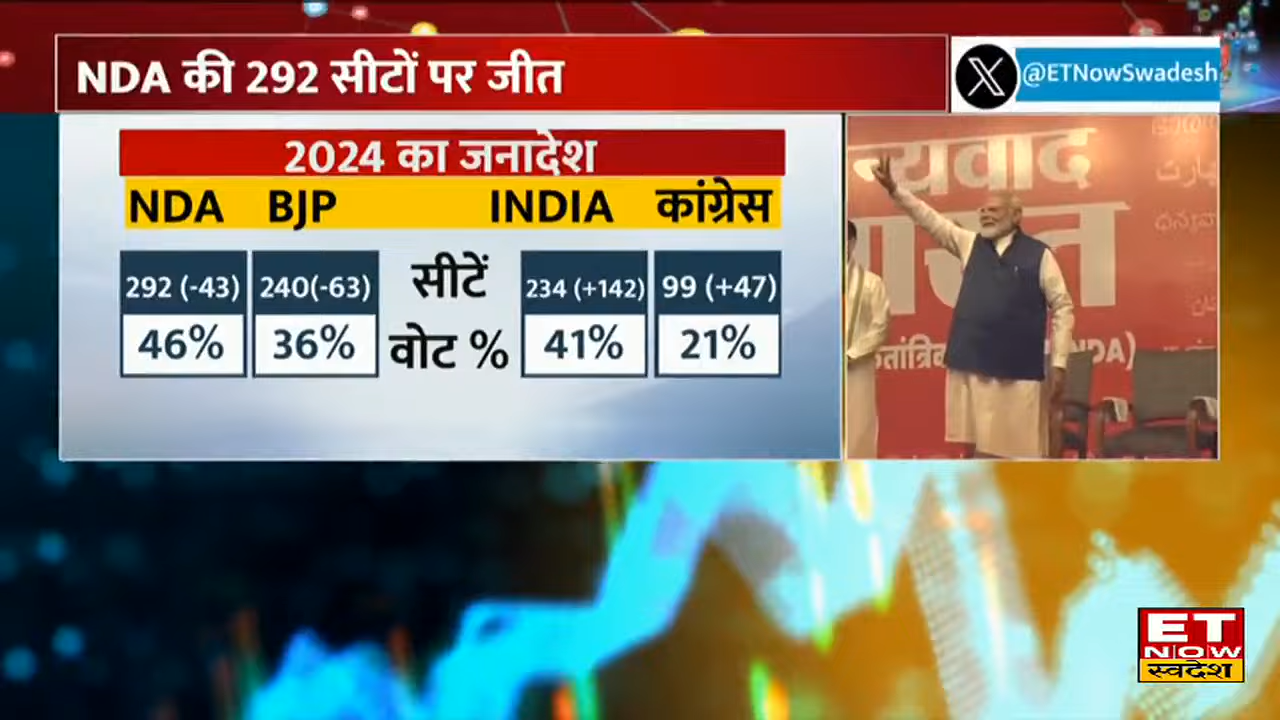 NDA की 292 सीटों पर जीत
@ETNowSwadesh
2024 का जनादेश
NDA BJP INDIA कांग्रेस
292 (-43) 240(-63) सीटें 234 (+142) 99 (+47)
46% 36% वोट % 41% 21%
ET
NOW
स्वदेश